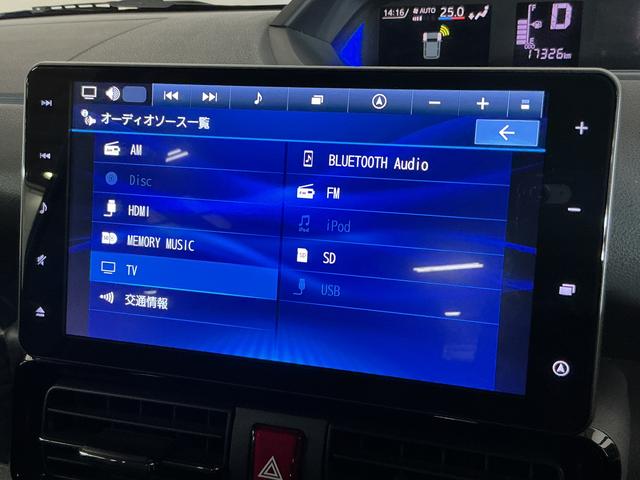 14:16
AUTO
25.0
D
F
E
17326km
オーディオソース一覧
AM
BLUETOOTH Audio
Disc
FM
HDMI
iPod
MEMORY MUSIC
SD
TV
USB
交通情報